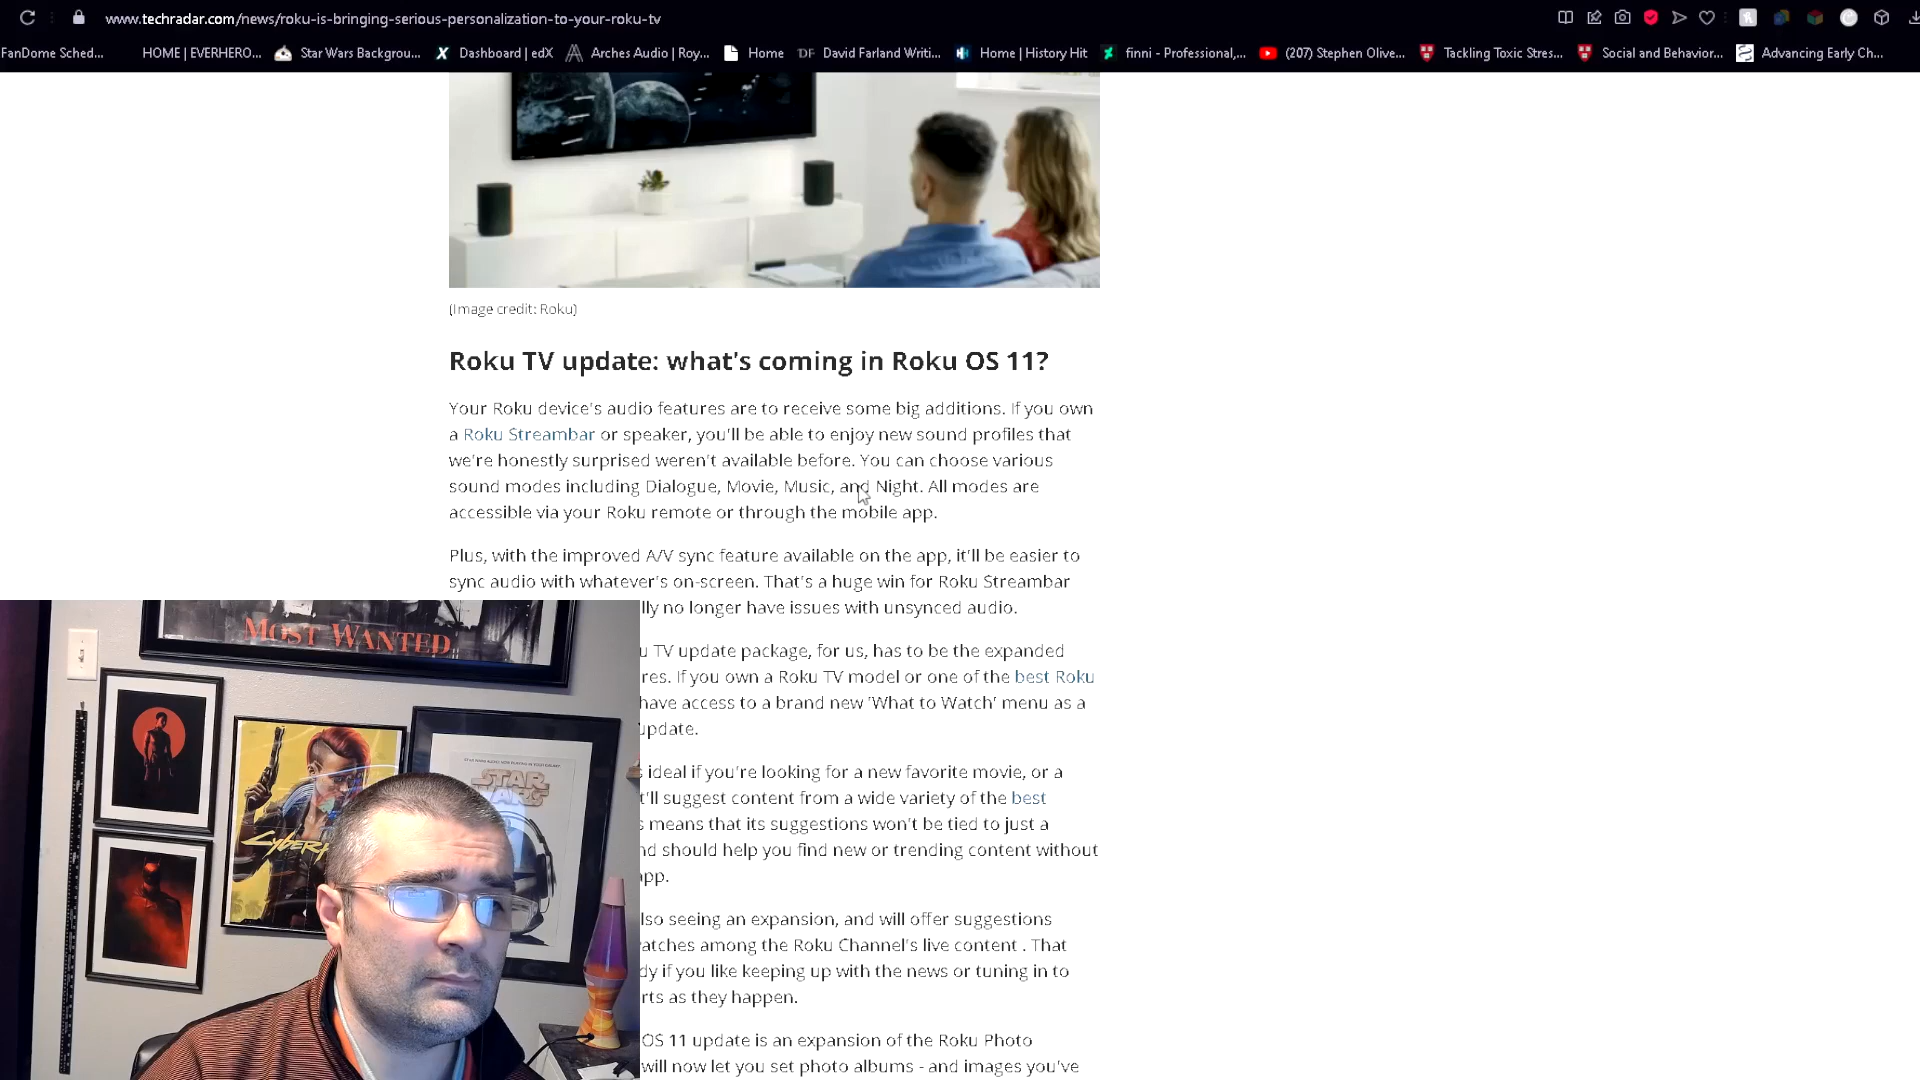 www.techradar.com/news/roku-is-bringing-serious-personalization-to-your-roku-tv
FanDome Sched... HOME | EVERHERO... Star Wars Backgrou... Dashboard | edX Arches Audio | Roy... Home David Farland Writi... Home | History Hit finni - Professional,... (207) Stephen Olive... Tackling Toxic Stres... Social and Behavior... Advancing Early Ch...
(Image credit: Roku)
Roku TV update: what's coming in Roku OS 11?
Your Roku device's audio features are to receive some big additions. If you own
a Roku Streambar or speaker, you'll be able to enjoy new sound profiles that
we're honestly surprised weren't available before. You can choose various
sound modes including Dialogue, Movie, Music, and Night. All modes are
accessible via your Roku remote or through the mobile app.
Plus, with the improved A/V sync feature available on the app, it'll be easier to
sync audio with whatever's on-screen. That's a huge win for Roku Streambar
lly no longer have issues with unsynced audio.
u TV update package, for us, has to be the expanded
res. If you own a Roku TV model or one of the best Roku
have access to a brand new 'What to Watch' menu as a
update.
ideal if you're looking for a new favorite movie, or a
t'll suggest content from a wide variety of the best
s means that its suggestions won't be tied to just a
nd should help you find new or trending content without
app.
lso seeing an expansion, and will offer suggestions
watches among the Roku Channel's live content . That
dy if you like keeping up with the news or tuning in to
rts as they happen.
OS 11 update is an expansion of the Roku Photo
will now let you set photo albums - and images you've
MOST WANTED
STAR
WARS